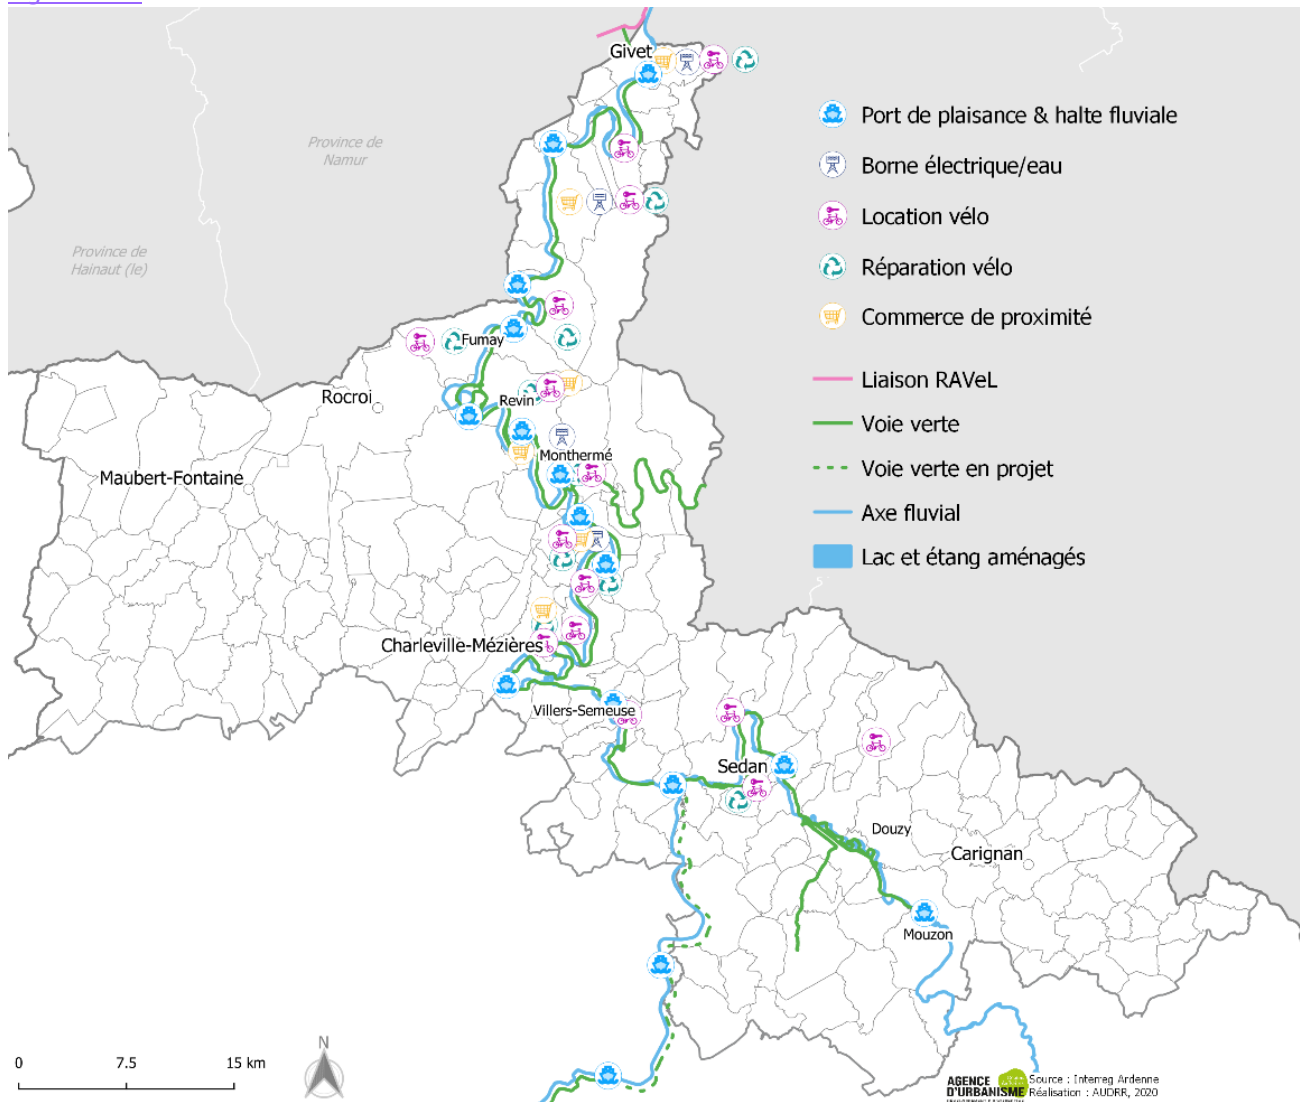 Givet
Port de plaisance & halte fluviale
Province de
Namur
Borne électrique/eau
Location vélo
Province de
Hainaut (le)
Réparation vélo
Commerce de proximité
Fumay
Liaison RAVeL
Rocroi
Revin
Voie verte
Monthermé
Maubert-Fontaine
Voie verte en projet
Axe fluvial
Lac et étang aménagés
Charleville-Mézières
Villers-Semeuse
Sedan
Douzy
Carignan
Mouzon
N
0 7.5 15 km
AGENCE
D'URBANISME
Source : Interreg Ardenne
Réalisation : AUDRR, 2020